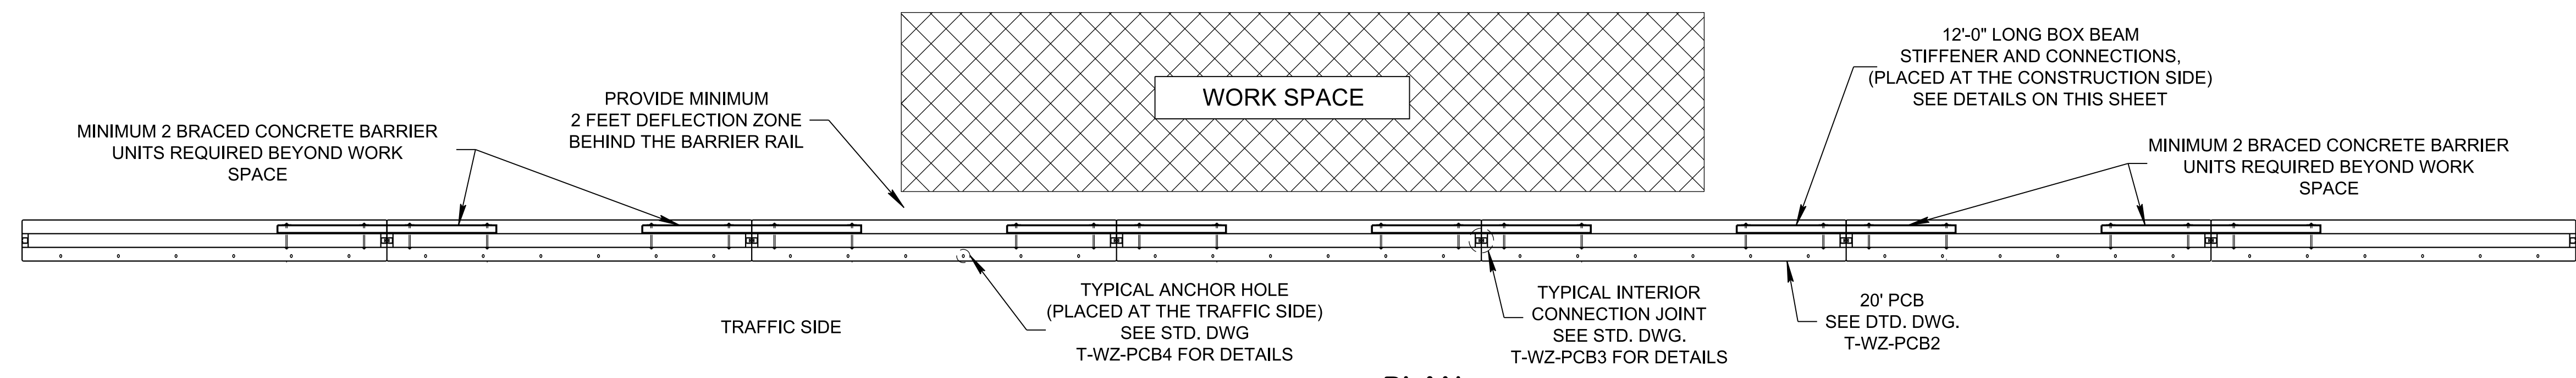 12'-0" LONG BOX BEAM
STIFFENER AND CONNECTIONS,
(PLACED AT THE CONSTRUCTION SIDE)
SEE DETAILS ON THIS SHEET
WORK SPACE
PROVIDE MINIMUM
2 FEET DEFLECTION ZONE
BEHIND THE BARRIER RAIL
MINIMUM 2 BRACED CONCRETE BARRIER
UNITS REQUIRED BEYOND WORK
SPACE
MINIMUM 2 BRACED CONCRETE BARRIER
UNITS REQUIRED BEYOND WORK
SPACE
TRAFFIC SIDE
TYPICAL ANCHOR HOLE
(PLACED AT THE TRAFFIC SIDE)
SEE STD. DWG
T-WZ-PCB4 FOR DETAILS
TYPICAL INTERIOR
CONNECTION JOINT
SEE STD. DWG.
T-WZ-PCB3 FOR DETAILS
20' PCB
SEE DTD. DWG.
T-WZ-PCB2